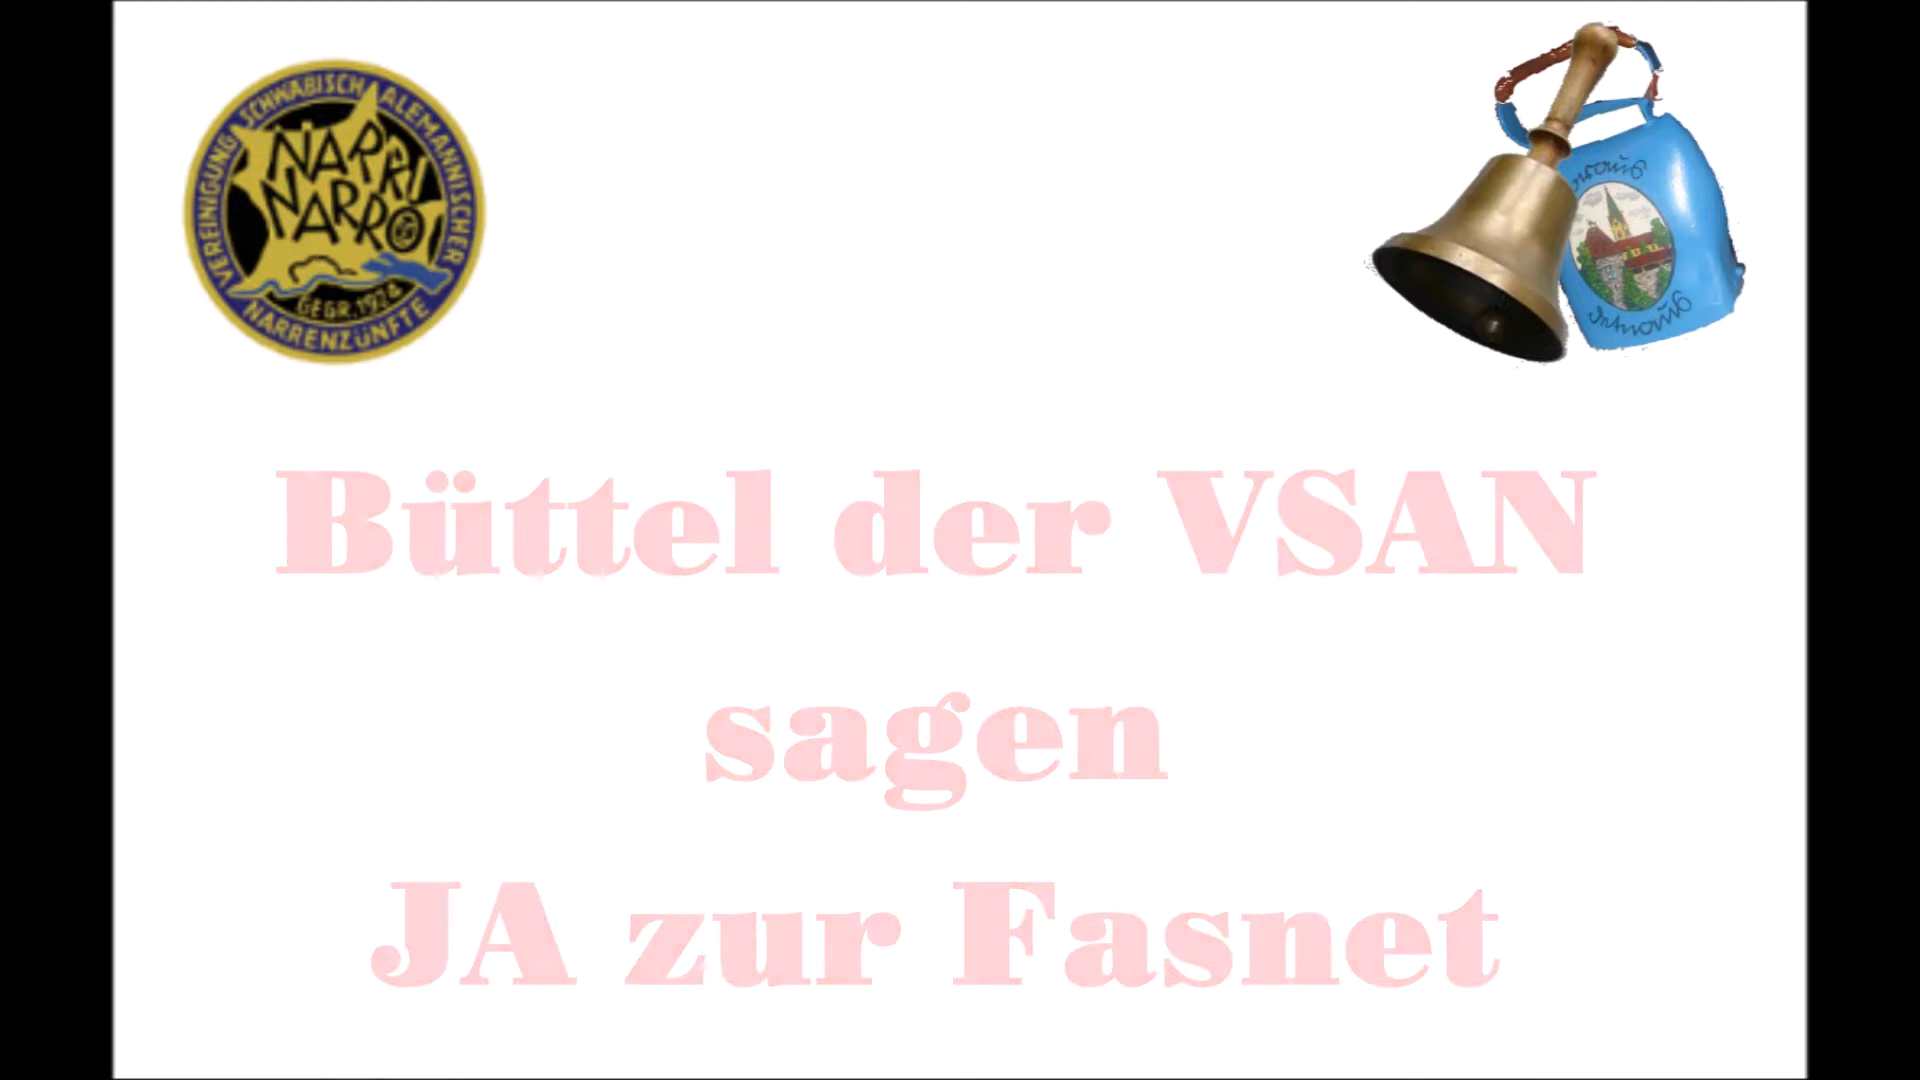 VEREINIGUNG SCHWÄBISCH ALEMANNISCHER
NARRENZÜNFTE
NARRI
NARRO
GEGR. 1924
Büttel der VSAN
sagen
JA zur Fasnet